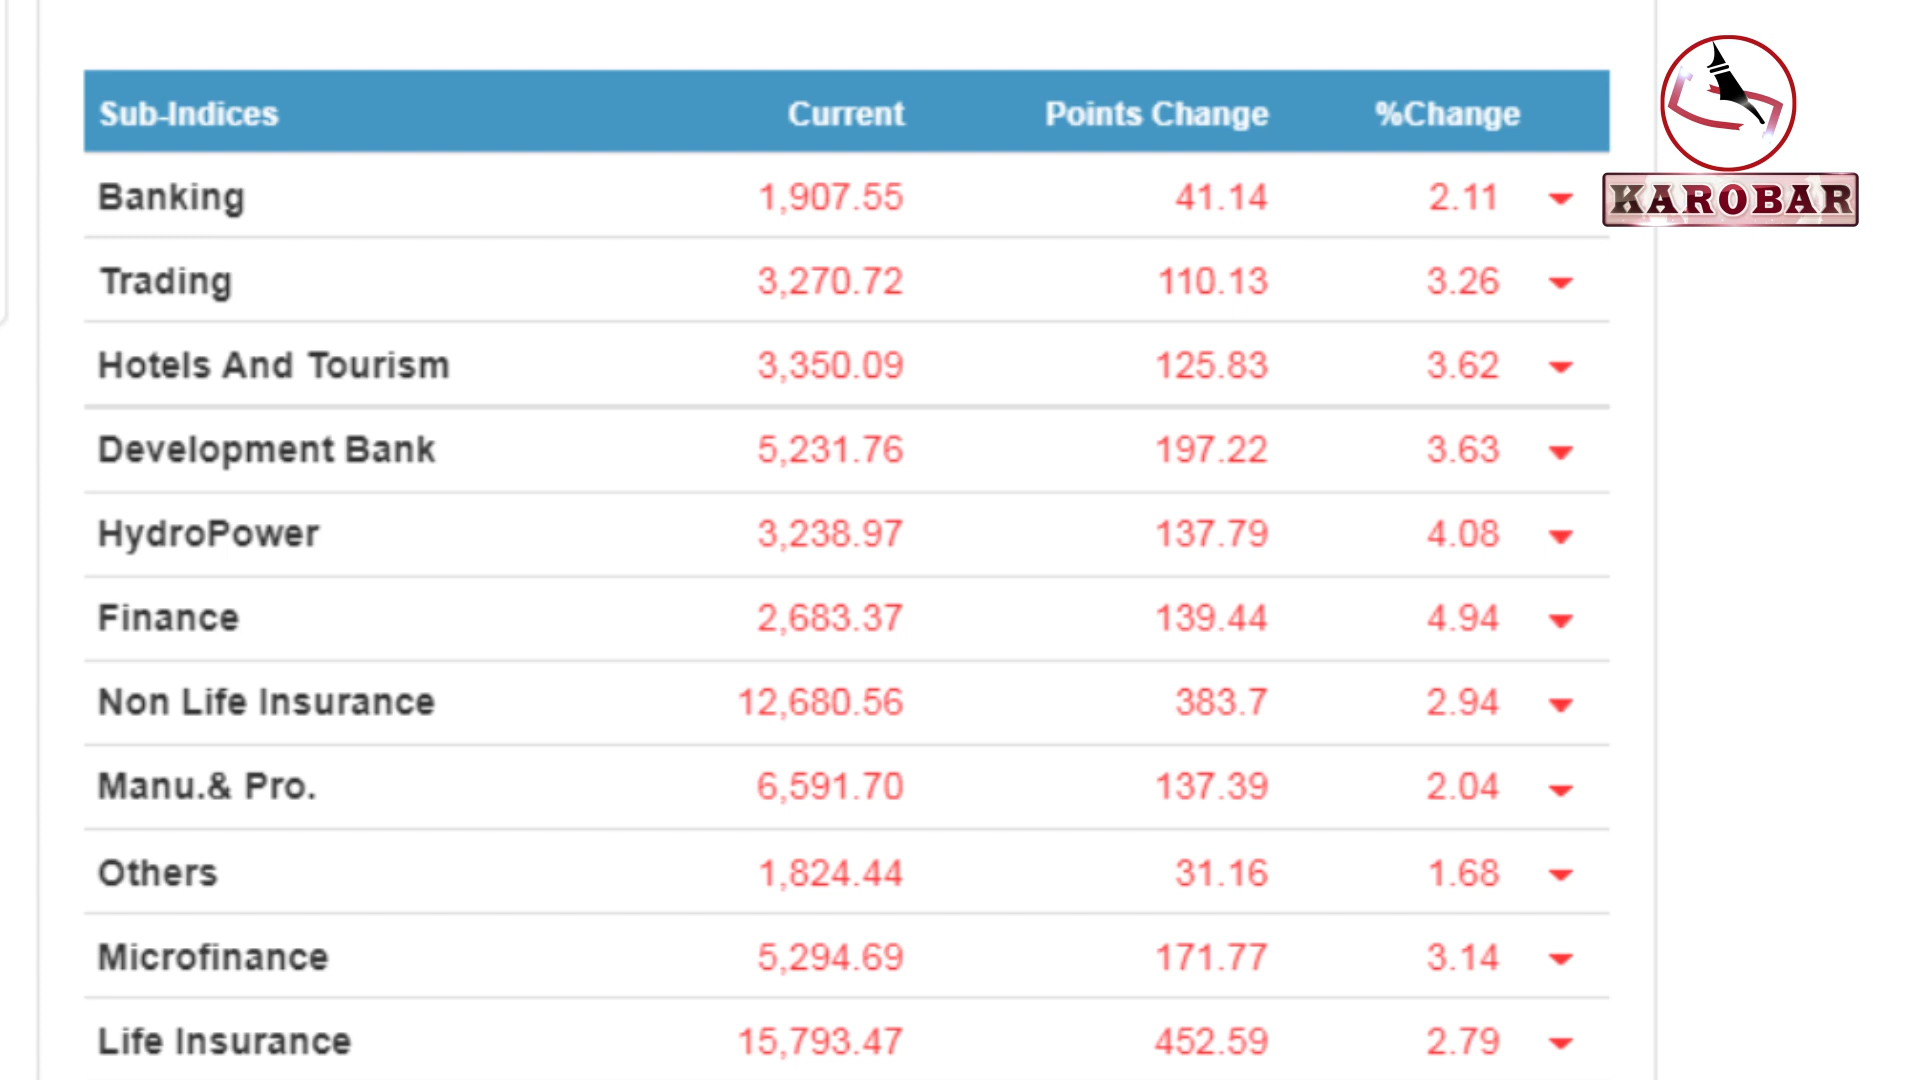 Sub-Indices Current Points Change %Change
Banking 1,907.55 41.14 2.11
Trading 3,270.72 110.13 3.26
Hotels And Tourism 3,350.09 125.83 3.62
Development Bank 5,231.76 197.22 3.63
HydroPower 3,238.97 137.79 4.08
Finance 2,683.37 139.44 4.94
Non Life Insurance 12,680.56 383.7 2.94
Manu.& Pro. 6,591.70 137.39 2.04
Others 1,824.44 31.16 1.68
Microfinance 5,294.69 171.77 3.14
Life Insurance 15,793.47 452.59 2.79
KAROBAR